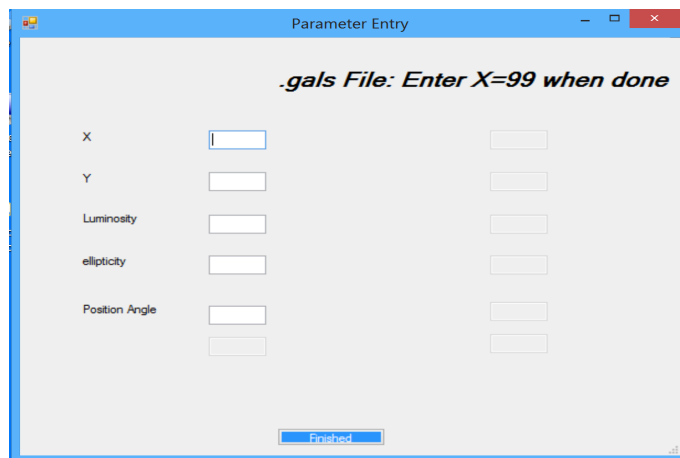 Parameter Entry
.gals File: Enter X=99 when done
X
Y
Luminosity
ellipticity
Position Angle
Finished